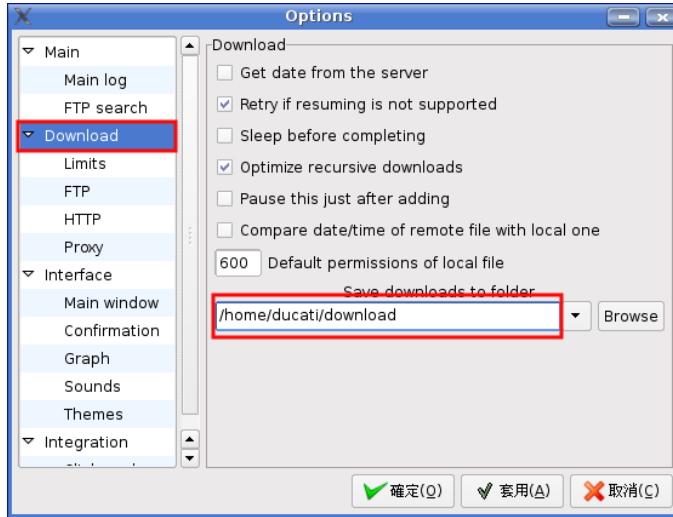 Options
Main
Main log
FTP search
Download
Limits
FTP
HTTP
Proxy
Interface
Main window
Confirmation
Graph
Sounds
Themes
Integration
Download
Get date from the server
Retry if resuming is not supported
Sleep before completing
Optimize recursive downloads
Pause this just after adding
Compare date/time of remote file with local one
600 Default permissions of local file
Save downloads to folder
/home/ducati/download
Browse
確定(O)
套用(A)
取消(C)